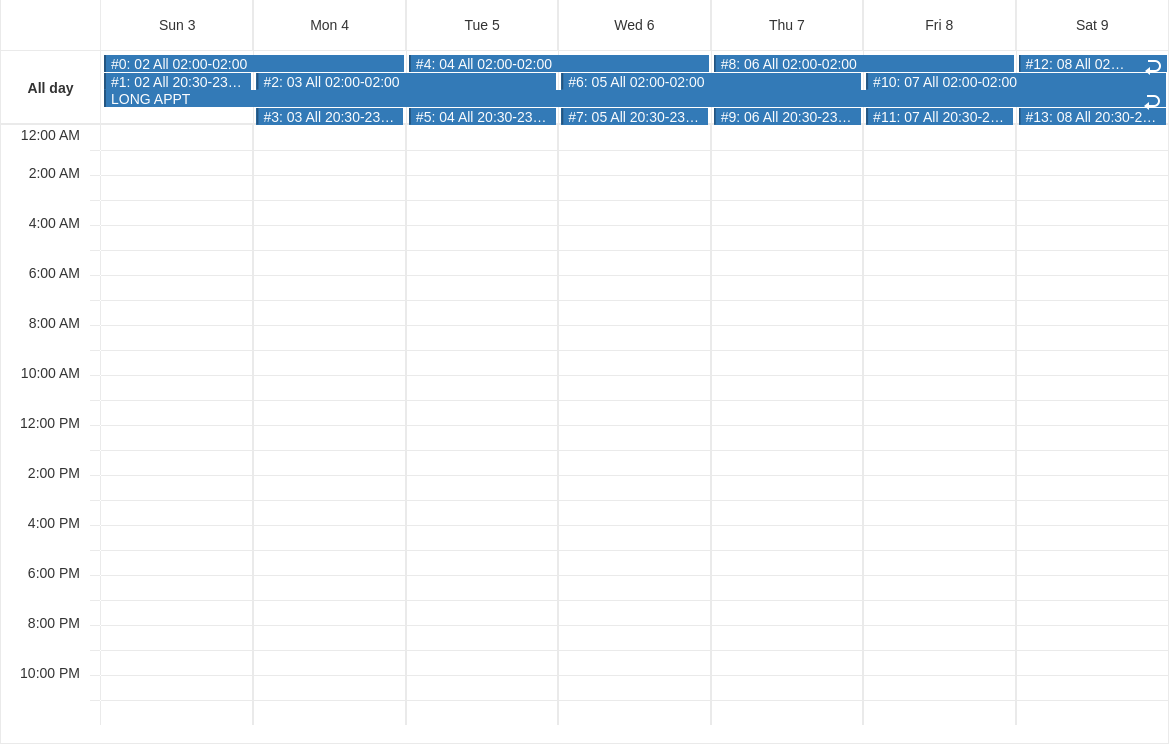 Sun 3 Mon 4 Tue 5 Wed 6 Thu 7 Fri 8 Sat 9
All day
#0: 02 All 02:00-02:00 #4: 04 All 02:00-02:00 #8: 06 All 02:00-02:00 #12: 08 All 02…
#1: 02 All 20:30-23… #2: 03 All 02:00-02:00 #6: 05 All 02:00-02:00 #10: 07 All 02:00-02:00
LONG APPT
#3: 03 All 20:30-23… #5: 04 All 20:30-23… #7: 05 All 20:30-23… #9: 06 All 20:30-23… #11: 07 All 20:30-2… #13: 08 All 20:30-2…
12:00 AM
2:00 AM
4:00 AM
6:00 AM
8:00 AM
10:00 AM
12:00 PM
2:00 PM
4:00 PM
6:00 PM
8:00 PM
10:00 PM